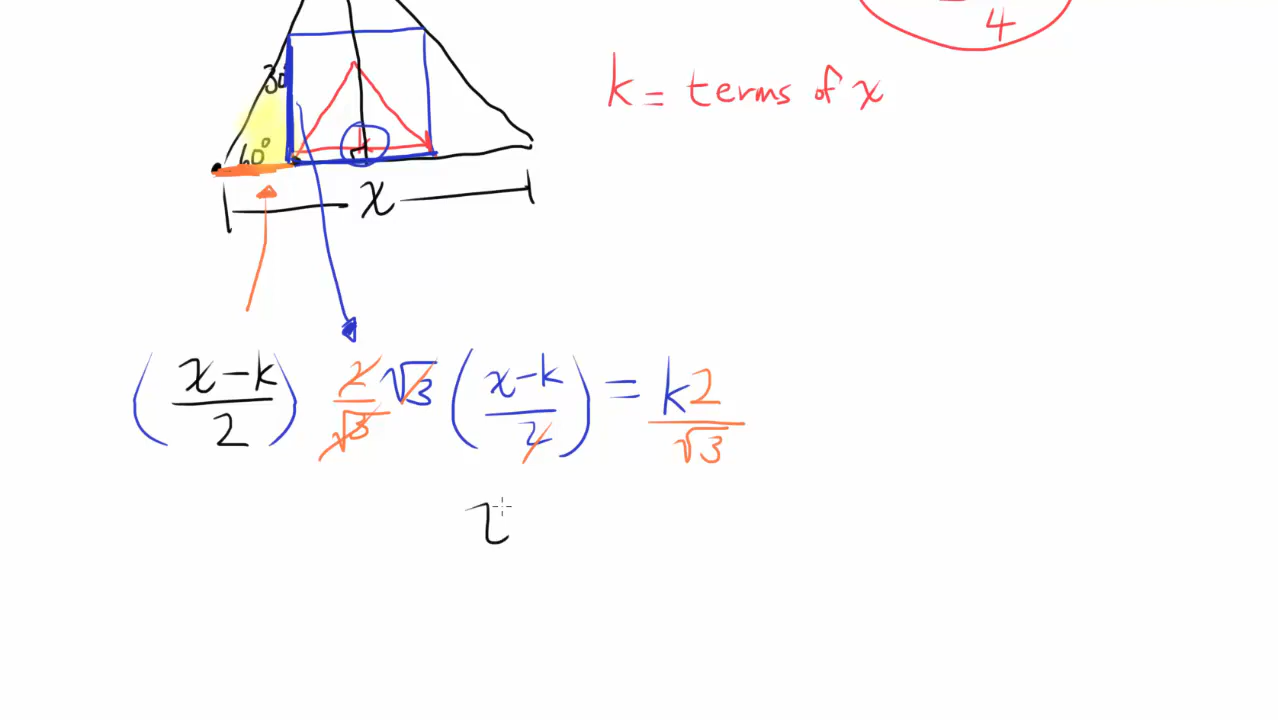 4
k = terms of x
30°
60°
k
x
(x-k/2) 2/√3 √3 (x-k/2) = k2/√3